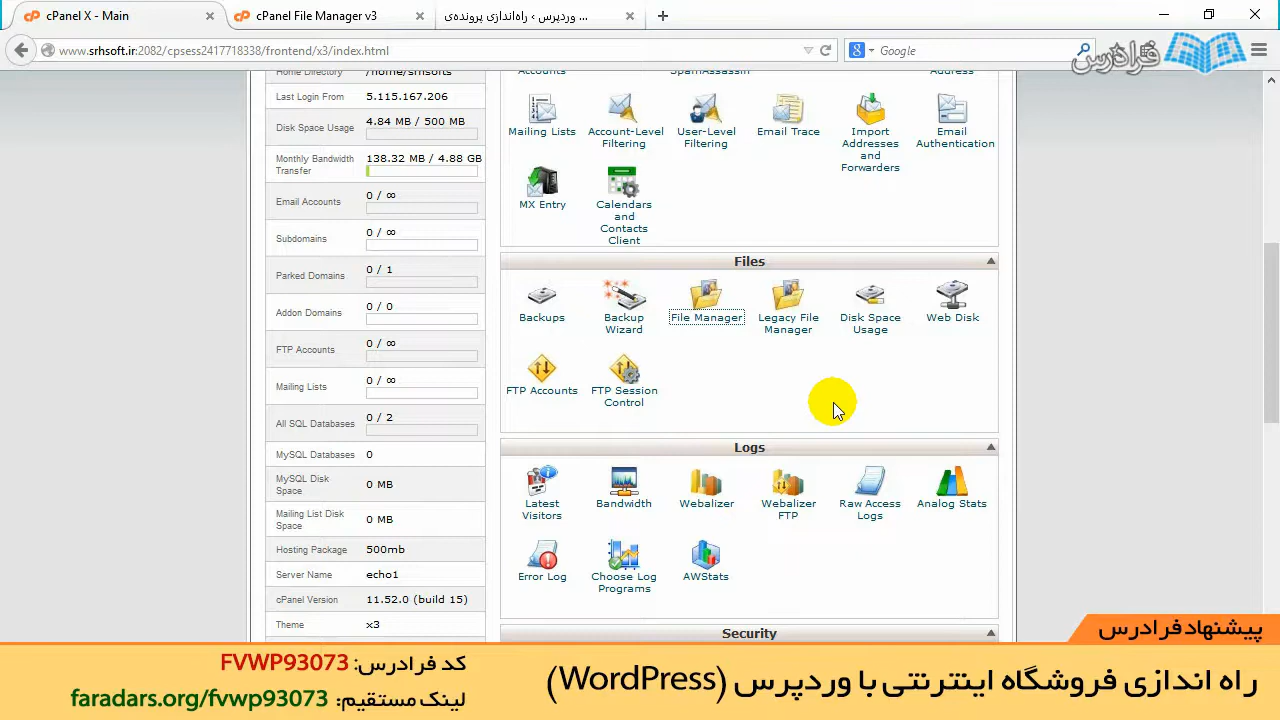 cPanel X - Main
cPanel File Manager v3
وردپرس › راه‌اندازی پرونده‌ی ...
www.srhsoft.ir:2082/cpsess2417718338/frontend/x3/index.html
Google
فرادرس
Home Directory /home/srhsofts
Last Login From 5.115.167.206
Disk Space Usage 4.84 MB / 500 MB
Monthly Bandwidth Transfer 138.32 MB / 4.88 GB
Email Accounts 0 / ∞
Subdomains 0 / ∞
Parked Domains 0 / 1
Addon Domains 0 / 0
FTP Accounts 0 / ∞
Mailing Lists 0 / ∞
All SQL Databases 0 / 2
MySQL Databases 0
MySQL Disk Space 0 MB
Mailing List Disk Space 0 MB
Hosting Package 500mb
Server Name echo1
cPanel Version 11.52.0 (build 15)
Theme x3
Accounts SpamAssassin Address
Mailing Lists
Account-Level Filtering
User-Level Filtering
Email Trace
Import Addresses and Forwarders
Email Authentication
MX Entry
Calendars and Contacts Client
Files
Backups
Backup Wizard
File Manager
Legacy File Manager
Disk Space Usage
Web Disk
FTP Accounts
FTP Session Control
Logs
Latest Visitors
Bandwidth
Webalizer
Webalizer FTP
Raw Access Logs
Analog Stats
Error Log
Choose Log Programs
AWStats
Security
پیشنهاد فرادرس
راه اندازی فروشگاه اینترنتی با وردپرس (WordPress)
کد فرادرس: FVWP93073
لینک مستقیم: faradars.org/fvwp93073